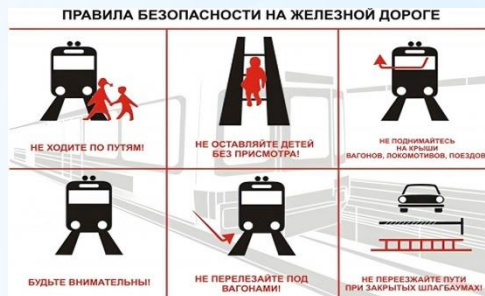 ПРАВИЛА БЕЗОПАСНОСТИ НА ЖЕЛЕЗНОЙ ДОРОГЕ
НЕ ХОДИТЕ ПО ПУТЯМ!
НЕ ОСТАВЛЯЙТЕ ДЕТЕЙ
БЕЗ ПРИСМОТРА!
НЕ ПОДНИМАЙТЕСЬ
НА КРЫШИ
ВАГОНОВ, ЛОКОМОТИВОВ, ПОЕЗДОВ
БУДЬТЕ ВНИМАТЕЛЬНЫ!
НЕ ПЕРЕЛЕЗАЙТЕ ПОД
ВАГОНАМИ!
НЕ ПЕРЕЕЗЖАЙТЕ ПУТИ
ПРИ ЗАКРЫТЫХ ШЛАГБАУМАХ!